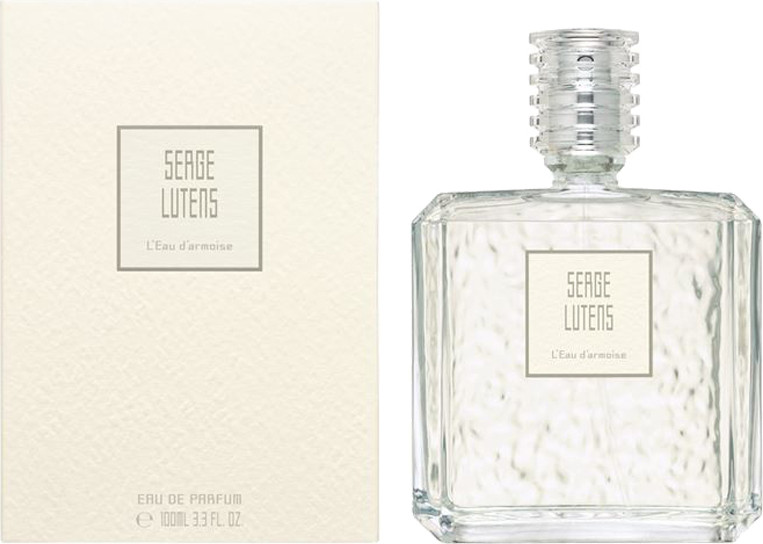 SERGE
LUTENS
L'Eau d'armoise
EAU DE PARFUM
℮ 100ML 3.3 FL. OZ.
SERGE
LUTENS
L'Eau d'armoise